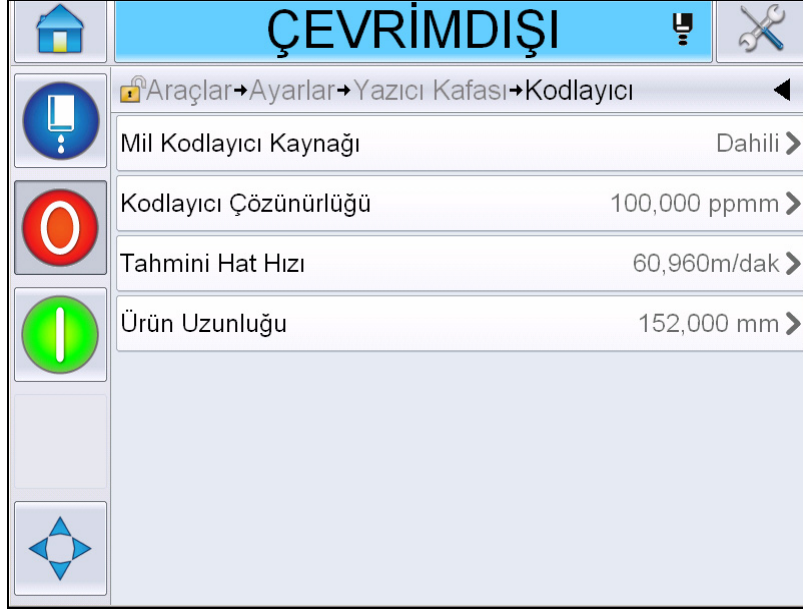 ÇEVRİMDIŞI
Araçlar→Ayarlar→Yazıcı Kafası→Kodlayıcı
Mil Kodlayıcı Kaynağı Dahili
Kodlayıcı Çözünürlüğü 100,000 ppmm
Tahmini Hat Hızı 60,960m/dak
Ürün Uzunluğu 152,000 mm